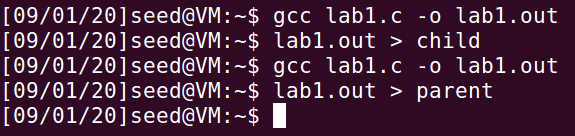 [09/01/20]seed@VM:~$ gcc lab1.c -o lab1.out
[09/01/20]seed@VM:~$ lab1.out > child
[09/01/20]seed@VM:~$ gcc lab1.c -o lab1.out
[09/01/20]seed@VM:~$ lab1.out > parent
[09/01/20]seed@VM:~$